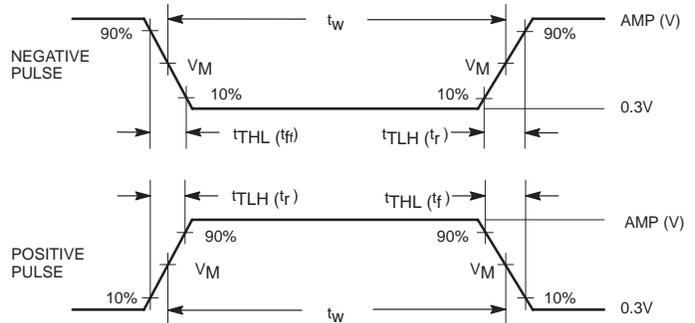 tw AMP (V)
90% 90%
NEGATIVE
PULSE
VM VM
10% 10%
0.3V
tTHL (tff) tTLH (tr)
tTLH (tr) tTHL (tf)
AMP (V)
90% 90%
POSITIVE
PULSE
VM VM
10% 10%
0.3V
tw